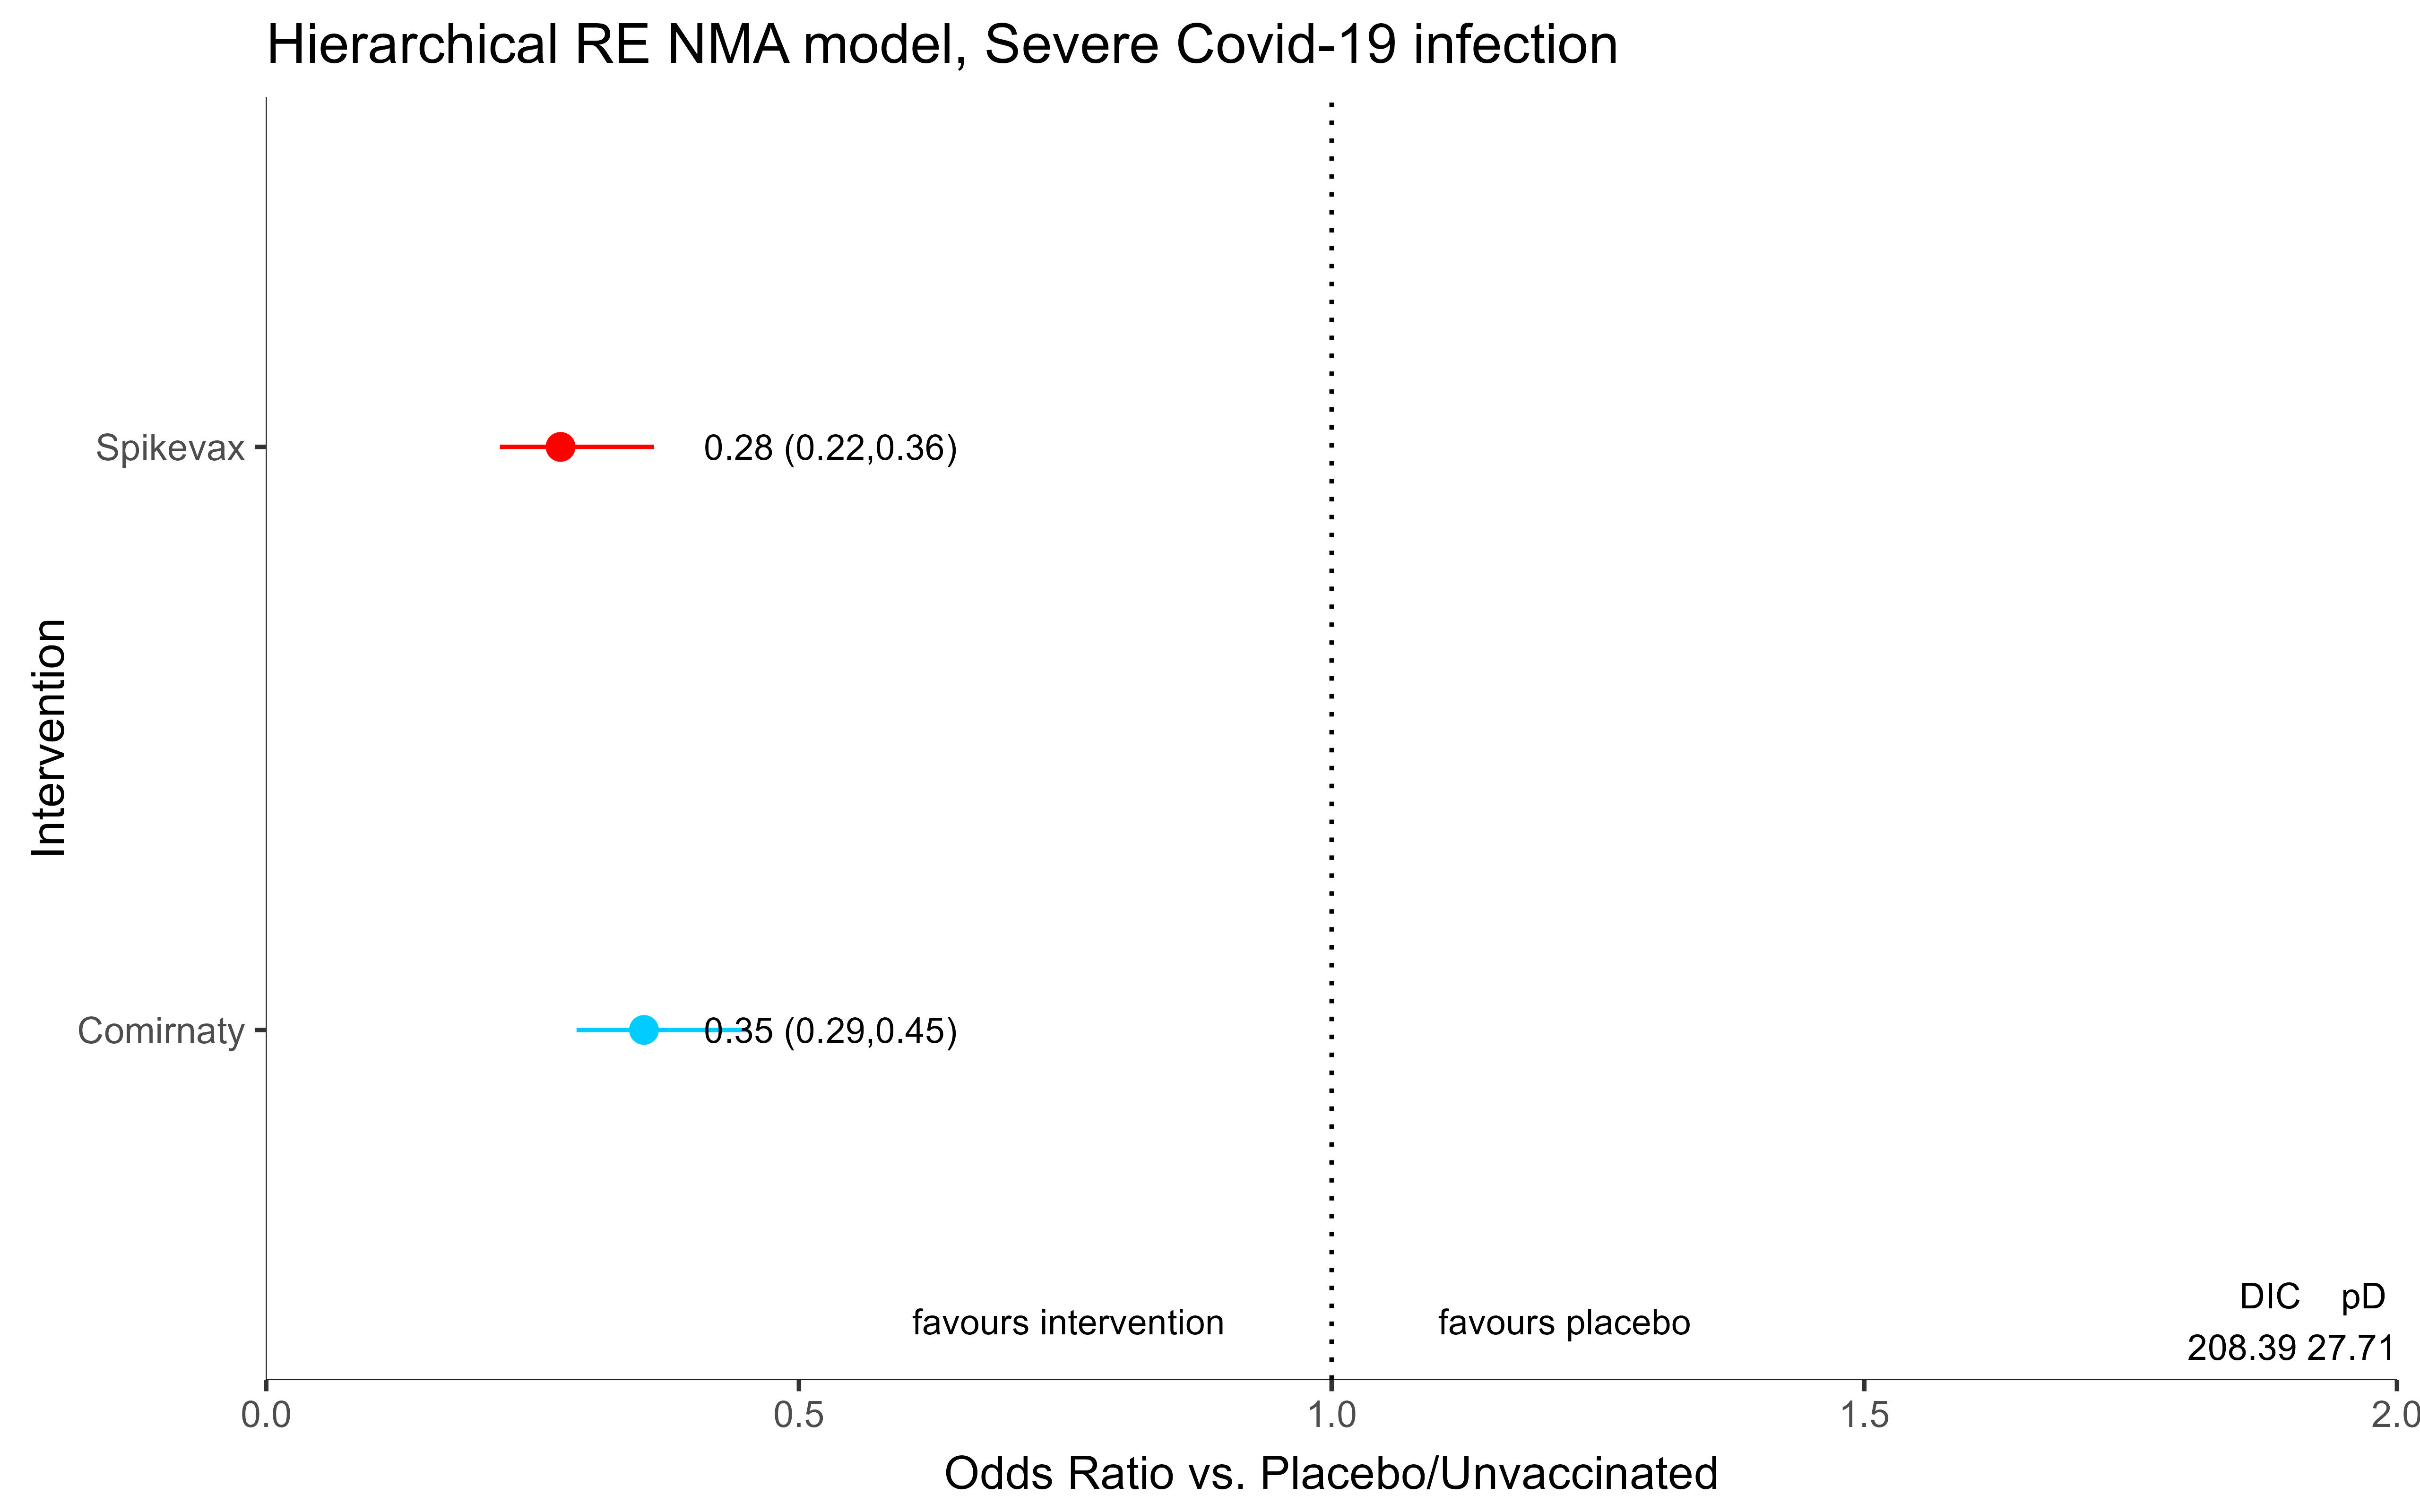 Hierarchical RE NMA model, Severe Covid-19 infection
Intervention
Spikevax
0.28 (0.22,0.36)
Comirnaty
0.35 (0.29,0.45)
DIC pD
favours intervention
favours placebo
208.39 27.71
0.0
0.5
1.0
1.5
2.0
Odds Ratio vs. Placebo/Unvaccinated